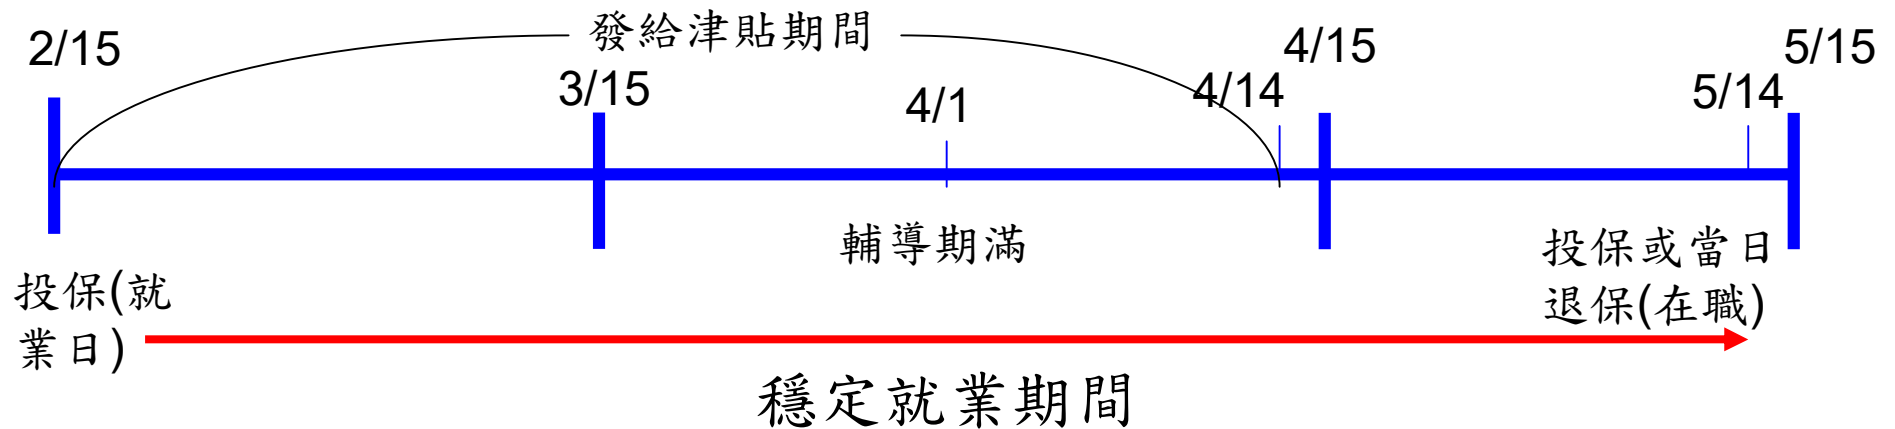 發給津貼期間
2/15
3/15
4/1
4/14
4/15
5/14
5/15
輔導期滿
投保(就
業日)
投保或當日
退保(在職)
穩定就業期間